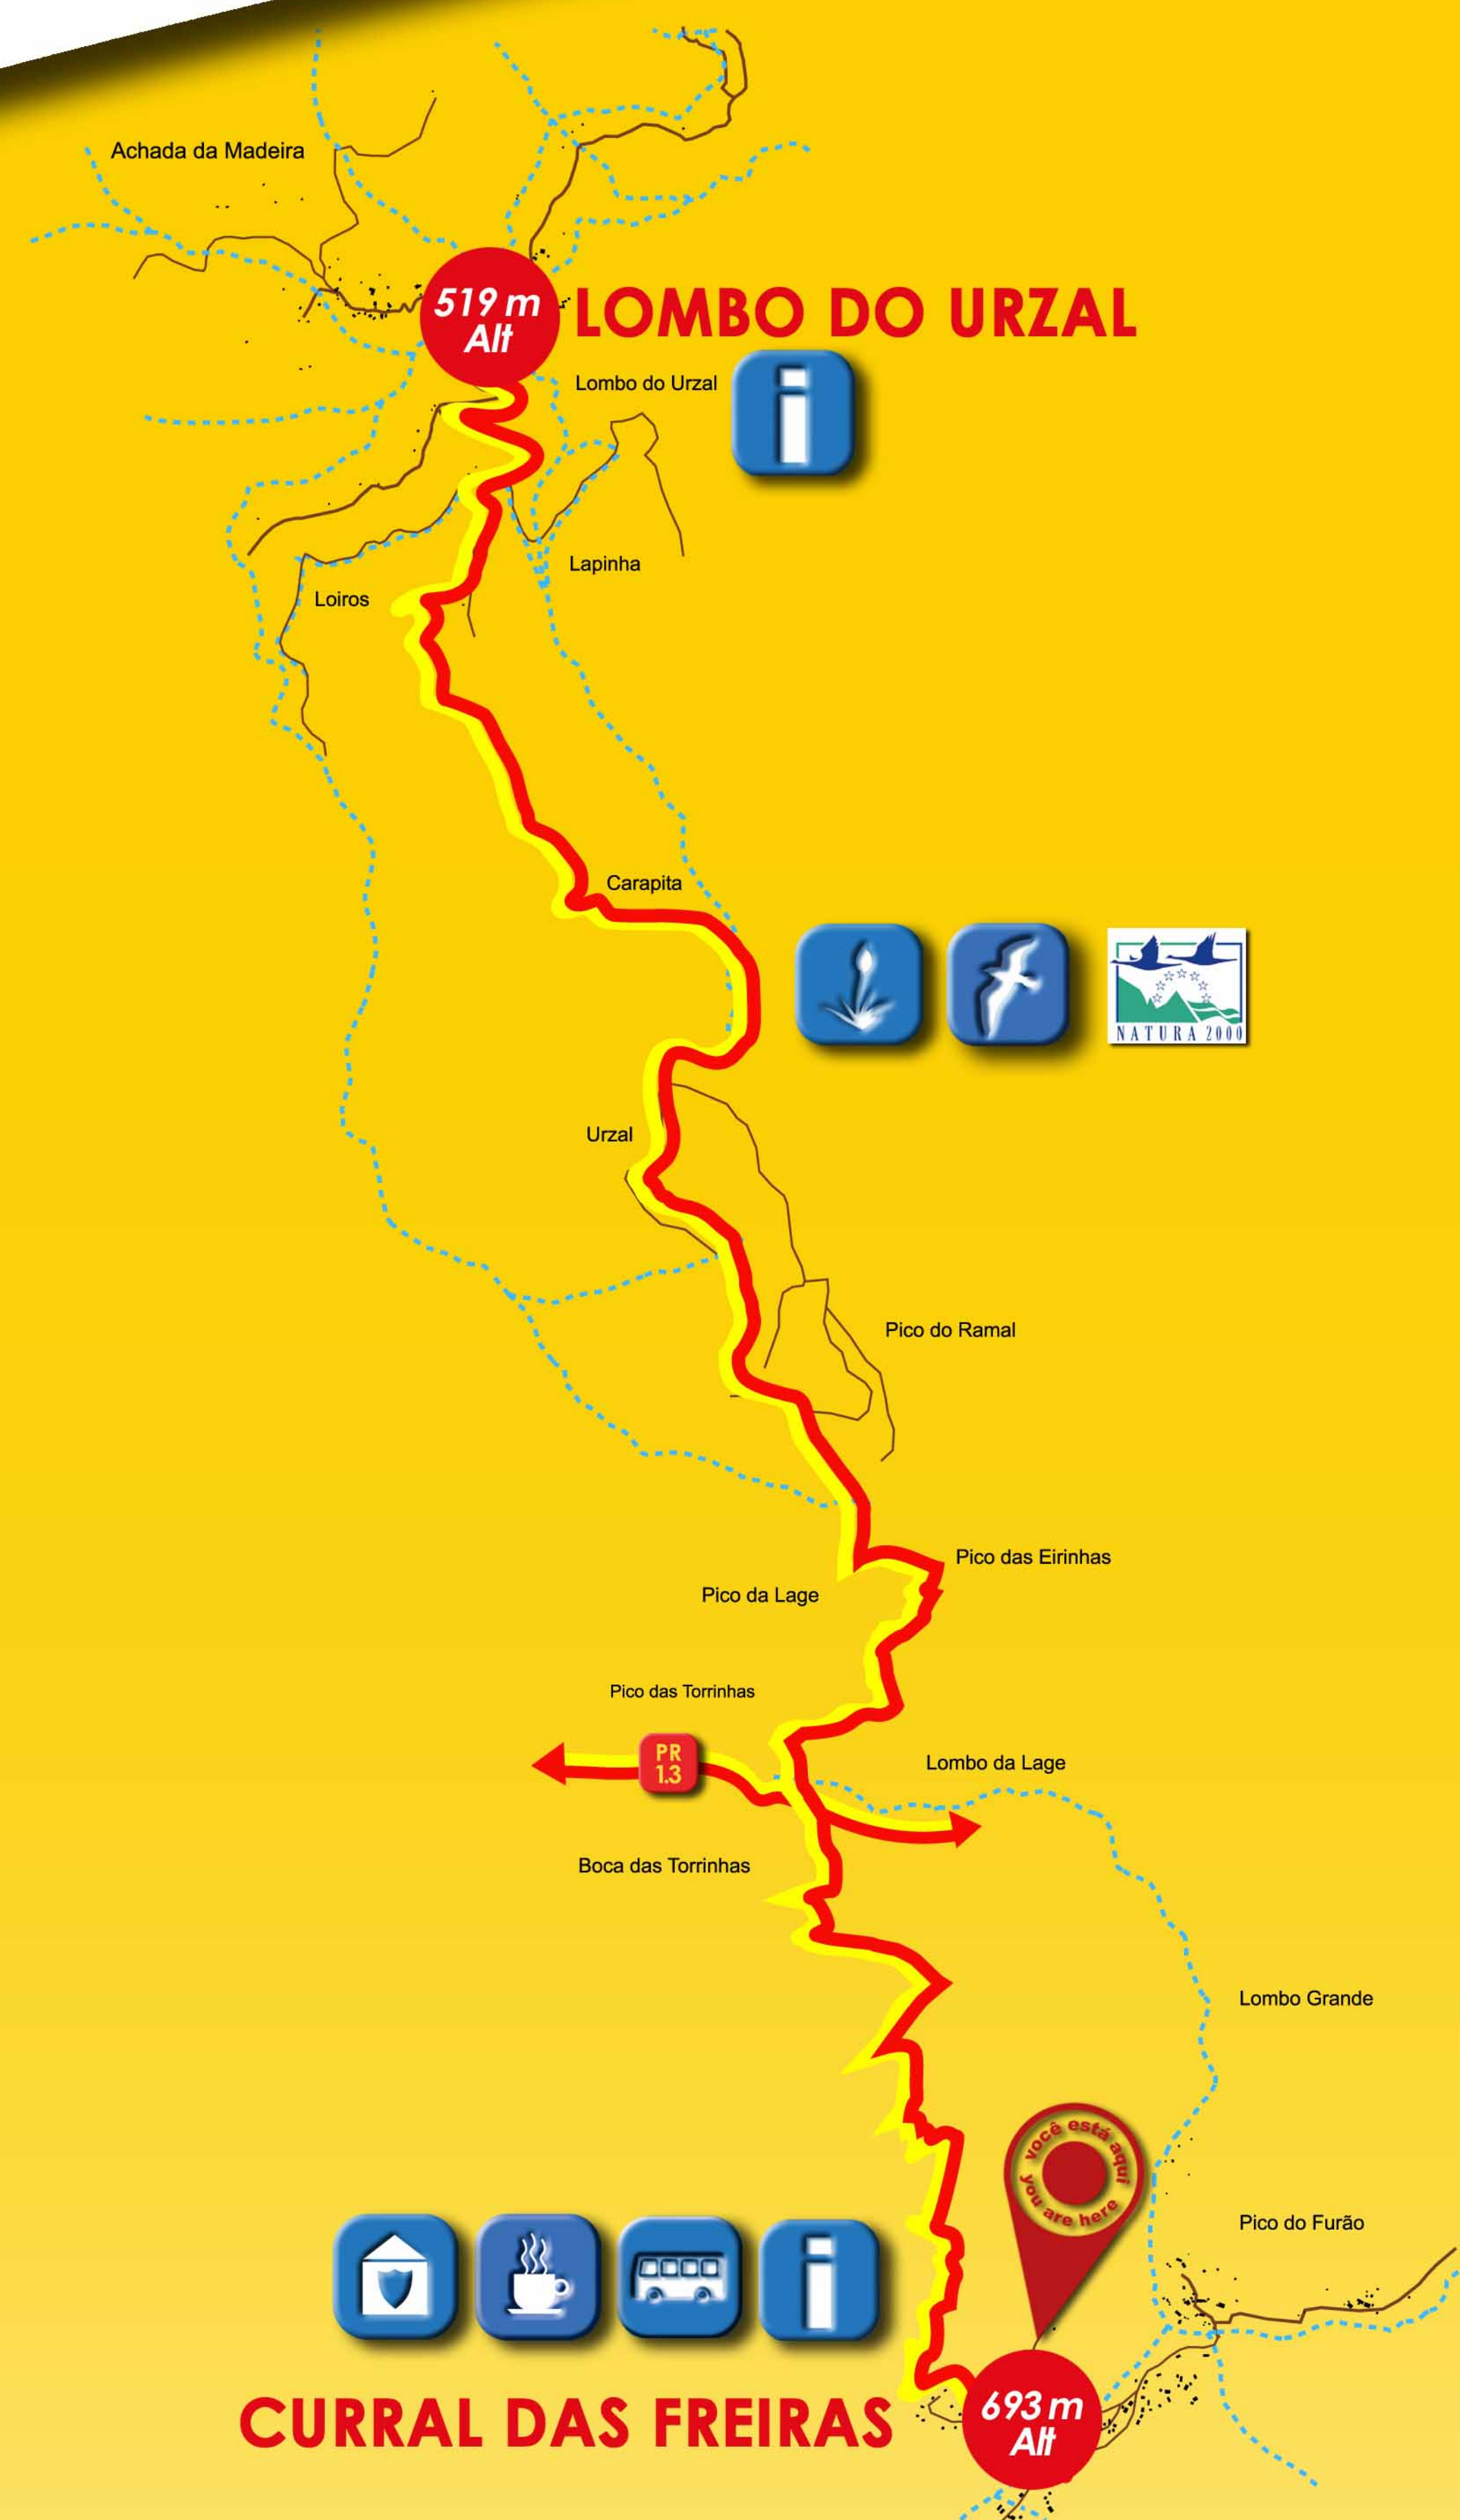 Achada da Madeira
519 m
Alt
LOMBO DO URZAL
Lombo do Urzal
Lapinha
Loiros
Carapita
NATURA 2000
Urzal
Pico do Ramal
Pico das Eirinhas
Pico da Lage
Pico das Torrinhas
PR
1.3
Lombo da Lage
Boca das Torrinhas
Lombo Grande
você está aqui
you are here
Pico do Furão
CURRAL DAS FREIRAS
693 m
Alt